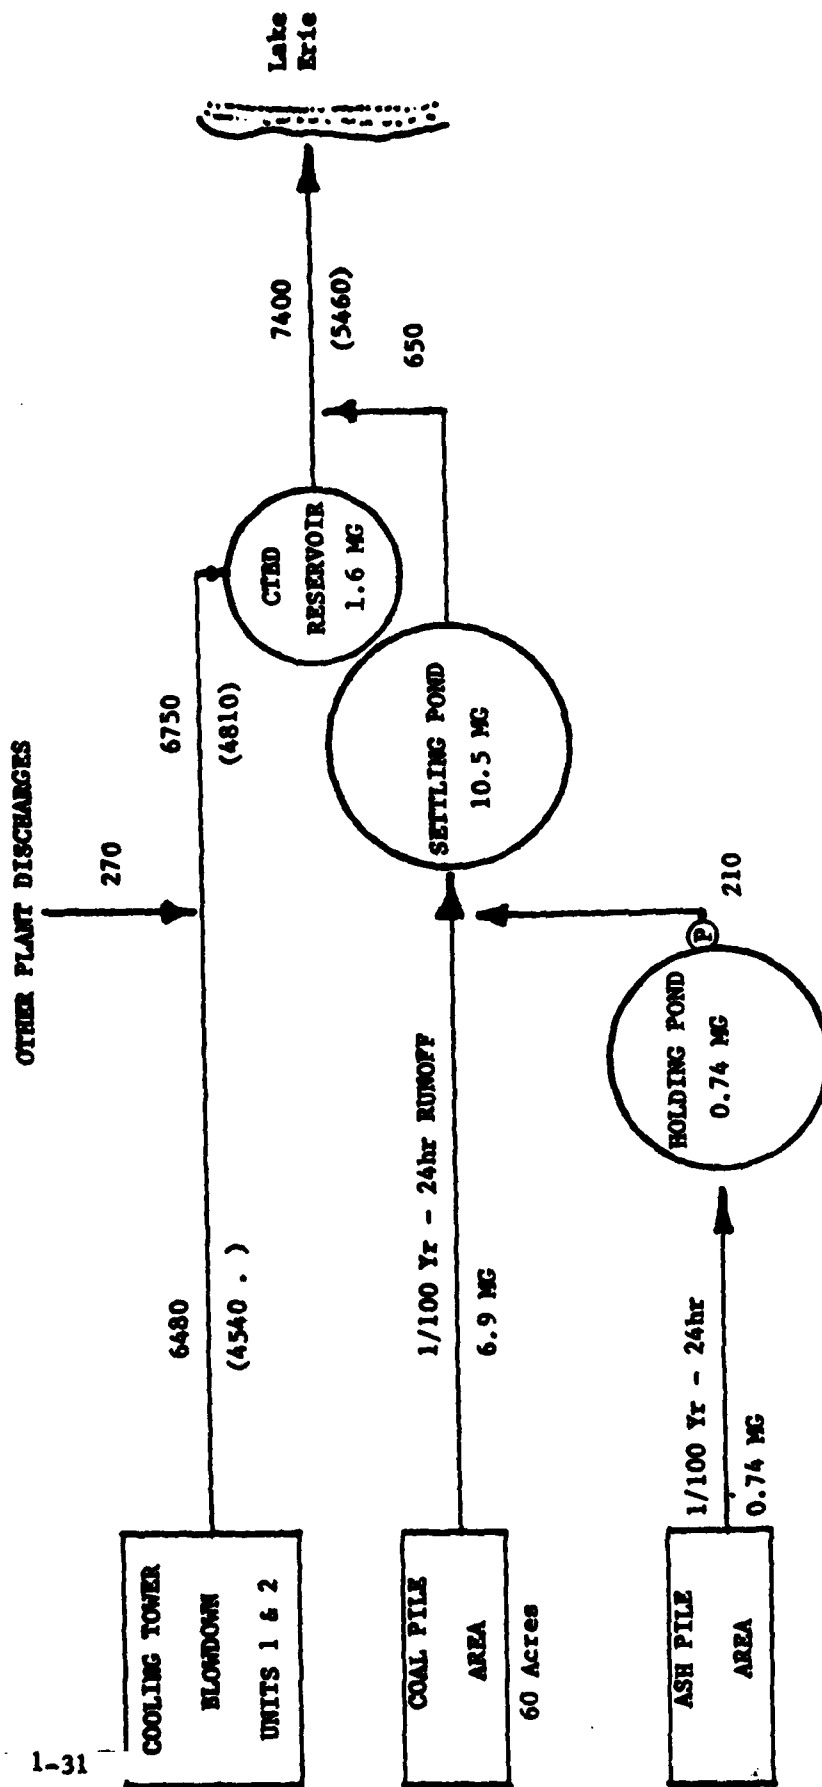 OTHER PLANT DISCHARGES
270
COOLING TOWER
BLOWDOWN
UNITS 1 & 2
6480
(4540 . )
6750
(4810)
CTBD
RESERVOIR
1.6 MG
7400
(5460)
Lake
Erie
650
COAL PILE
AREA
60 Acres
1/100 Yr - 24hr RUNOFF
6.9 MG
SETTLING POND
10.5 MG
ASH PILE
AREA
1/100 Yr - 24hr
0.74 MG
HOLDING POND
0.74 MG
P
210
1-31